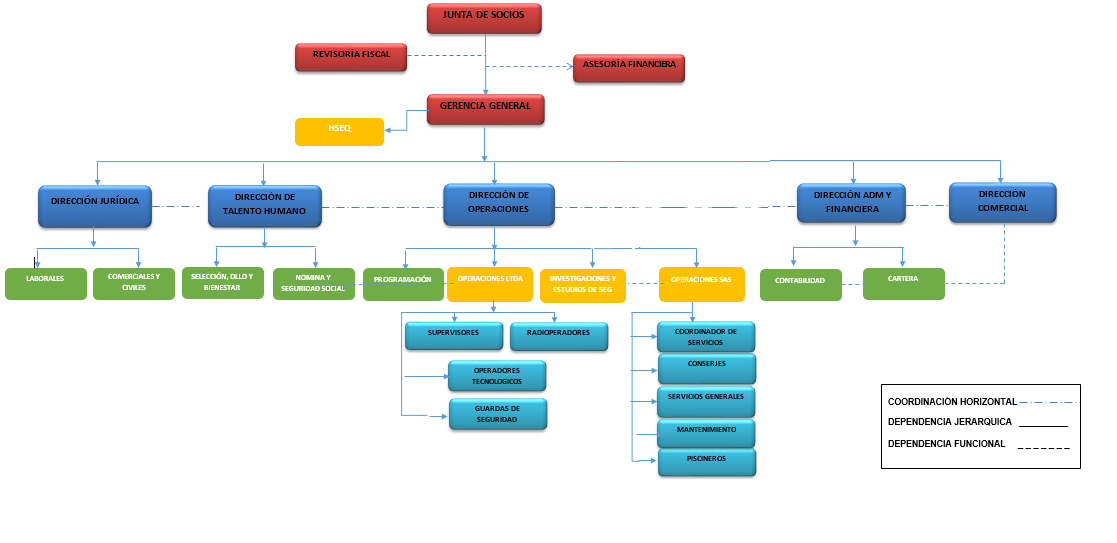 JUNTA DE SOCIOS
REVISORÍA FISCAL
ASESORÍA FINANCIERA
GERENCIA GENERAL
HSEQ
DIRECCIÓN JURÍDICA
DIRECCIÓN DE
TALENTO HUMANO
DIRECCIÓN DE
OPERACIONES
DIRECCIÓN ADM Y
FINANCIERA
DIRECCIÓN
COMERCIAL
LABORALES
COMERCIALES Y
CIVILES
SELECCIÓN, DLLO Y
BIENESTAR
NOMINA Y
SEGURIDAD SOCIAL
PROGRAMACIÓN
OPERACIONES LTDA
INVESTIGACIONES Y
ESTUDIOS DE SEG
OPERACIONES SAS
CONTABILIDAD
CARTERA
SUPERVISORES
RADIOPERADORES
OPERADORES
TECNOLOGICOS
GUARDAS DE
SEGURIDAD
COORDINADOR DE
SERVICIOS
CONSERJES
SERVICIOS GENERALES
MANTENIMIENTO
PISCINEROS
COORDINACIÓN HORIZONTAL
DEPENDENCIA JERARQUICA
DEPENDENCIA FUNCIONAL